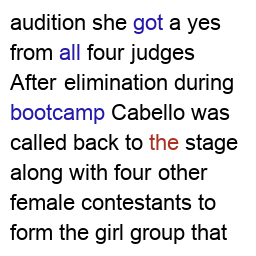 audition she got a yes
from all four judges
After elimination during
bootcamp Cabello was
called back to the stage
along with four other
female contestants to
form the girl group that